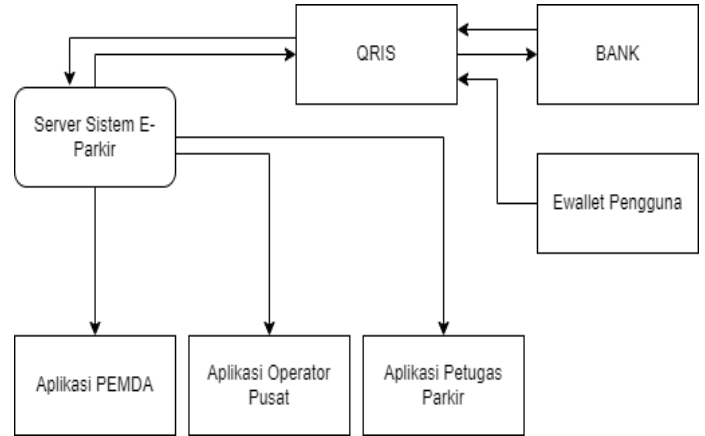 QRIS
BANK
Server Sistem E-
Parkir
Ewallet Pengguna
Aplikasi PEMDA
Aplikasi Operator
Pusat
Aplikasi Petugas
Parkir